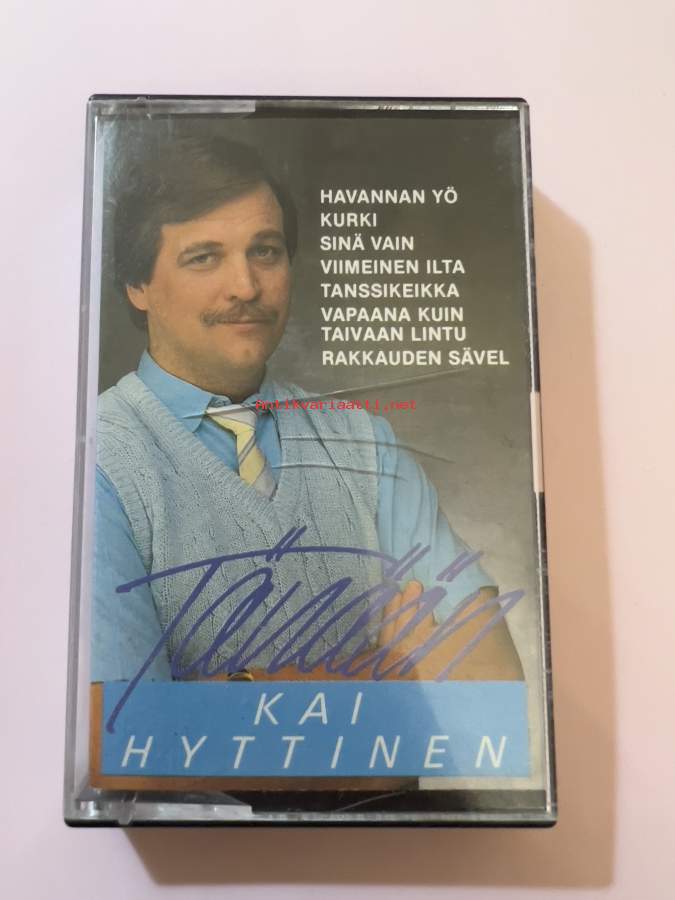 HAVANNAN YÖ
KURKI
SINÄ VAIN
VIIMEINEN ILTA
TANSSIKEIKKA
VAPAANA KUIN
TAIVAAN LINTU
RAKKAUDEN SÄVEL
Antikvariaatti.net
Tänään
KAI
HYTTINEN